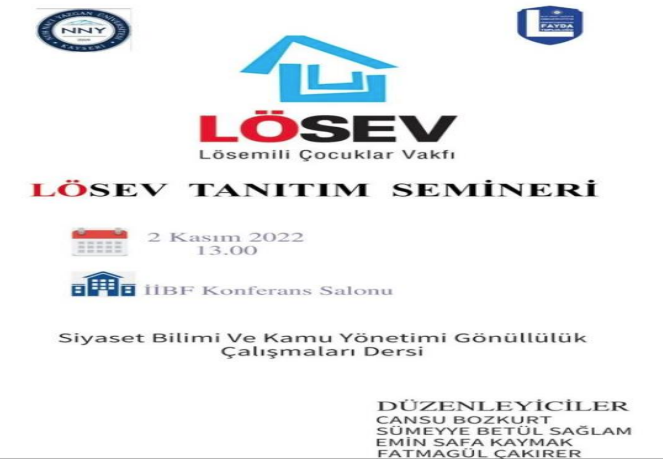 NNY
KAYSERİ
FAYDA
LÖSEV
Lösemili Çocuklar Vakfı
LÖSEV TANITIM SEMİNERİ
2 Kasım 2022
13.00
İİBF Konferans Salonu
Siyaset Bilimi Ve Kamu Yönetimi Gönüllülük
Çalışmaları Dersi
DÜZENLEYİCİLER
CANSU BOZKURT
SÜMEYYE BETÜL SAĞLAM
EMİN SAFA KAYMAK
FATMAGÜL ÇAKIRER